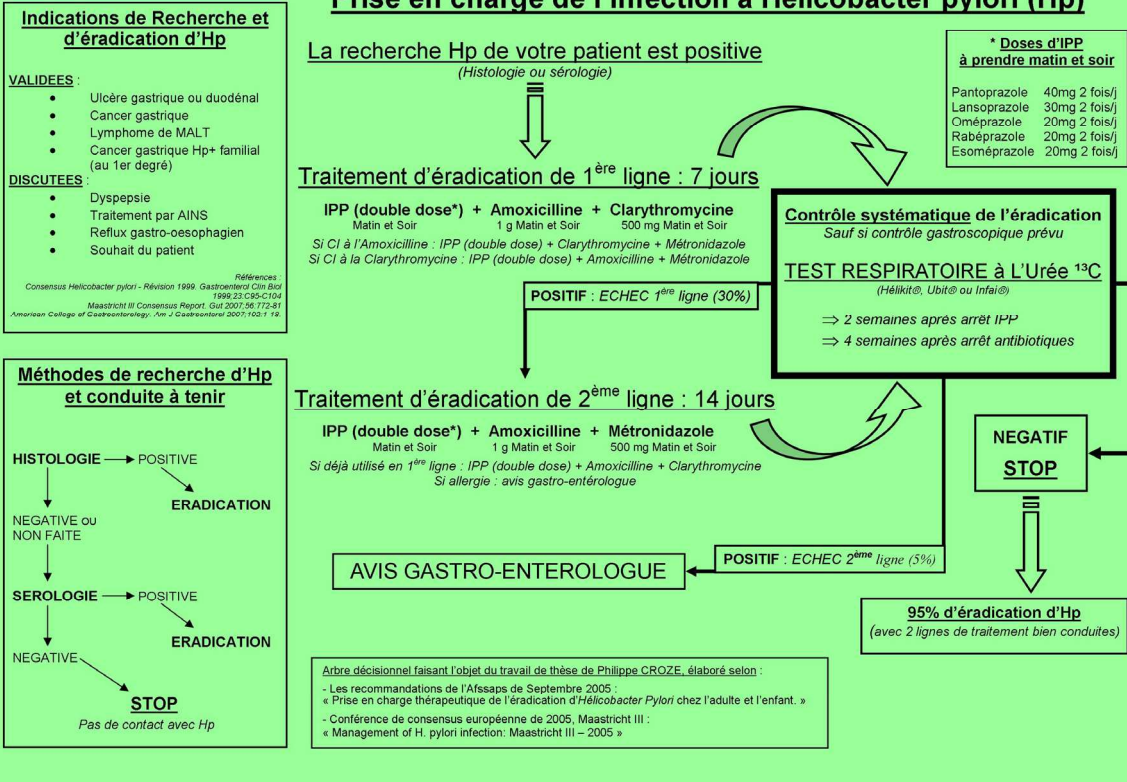 Prise en charge de l'infection à Hélicobacter pylori (Hp)
Indications de Recherche et
d'éradication d'Hp
VALIDEES :
• Ulcère gastrique ou duodénal
• Cancer gastrique
• Lymphome de MALT
• Cancer gastrique Hp+ familial
(au 1er degré)
DISCUTEES :
• Dyspepsie
• Traitement par AINS
• Reflux gastro-oesophagien
• Souhait du patient
Références :
Consensus Helicobacter pylori - Révision 1999. Gastroenterol Clin Biol
1999;23:C95-C104
Maastricht III Consensus Report. Gut 2007;56:772-81
American College of Gastroenterology. Am J Gastroenterol 2007;102:1-18.
Méthodes de recherche d'Hp
et conduite à tenir
HISTOLOGIE → POSITIVE
ERADICATION
NEGATIVE ou
NON FAITE
SEROLOGIE → POSITIVE
ERADICATION
NEGATIVE
STOP
Pas de contact avec Hp
La recherche Hp de votre patient est positive
(Histologie ou sérologie)
Traitement d'éradication de 1ère ligne : 7 jours
IPP (double dose*) + Amoxicilline + Clarythromycine
Matin et Soir 1 g Matin et Soir 500 mg Matin et Soir
Si CI à l'Amoxicilline : IPP (double dose) + Clarythromycine + Métronidazole
Si CI à la Clarythromycine : IPP (double dose) + Amoxicilline + Métronidazole
POSITIF : ECHEC 1ère ligne (30%)
Traitement d'éradication de 2ème ligne : 14 jours
IPP (double dose*) + Amoxicilline + Métronidazole
Matin et Soir 1 g Matin et Soir 500 mg Matin et Soir
Si déjà utilisé en 1ère ligne : IPP (double dose) + Amoxicilline + Clarythromycine
Si allergie : avis gastro-entérologue
POSITIF : ECHEC 2ème ligne (5%)
AVIS GASTRO-ENTEROLOGUE
* Doses d'IPP
à prendre matin et soir
Pantoprazole 40mg 2 fois/j
Lansoprazole 30mg 2 fois/j
Oméprazole 20mg 2 fois/j
Rabéprazole 20mg 2 fois/j
Esoméprazole 20mg 2 fois/j
Contrôle systématique de l'éradication
Sauf si contrôle gastroscopique prévu
TEST RESPIRATOIRE à L'Urée ¹³C
(Hélikit®, Ubit® ou Infai®)
⇒ 2 semaines après arrêt IPP
⇒ 4 semaines après arrêt antibiotiques
NEGATIF
STOP
95% d'éradication d'Hp
(avec 2 lignes de traitement bien conduites)
Arbre décisionnel faisant l'objet du travail de thèse de Philippe CROZE, élaboré selon :
- Les recommandations de l'Afssaps de Septembre 2005 :
« Prise en charge thérapeutique de l'éradication d'Hélicobacter Pylori chez l'adulte et l'enfant. »
- Conférence de consensus européenne de 2005, Maastricht III :
« Management of H. pylori infection: Maastricht III – 2005 »